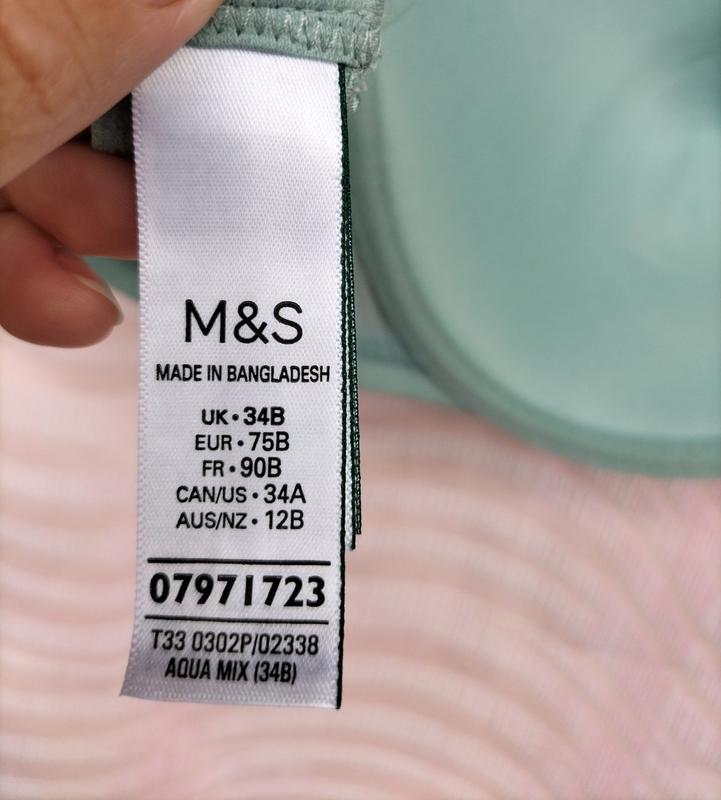 M&S
MADE IN BANGLADESH
UK • 34B
EUR • 75B
FR • 90B
CAN/US • 34A
AUS/NZ • 12B
07971723
T33 0302P/02338
AQUA MIX (34B)